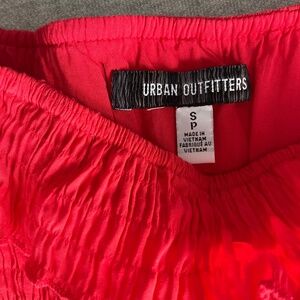 URBAN OUTFITTERS
S
P
MADE IN
VIETNAM
FABRIQUÉ AU
VIETNAM